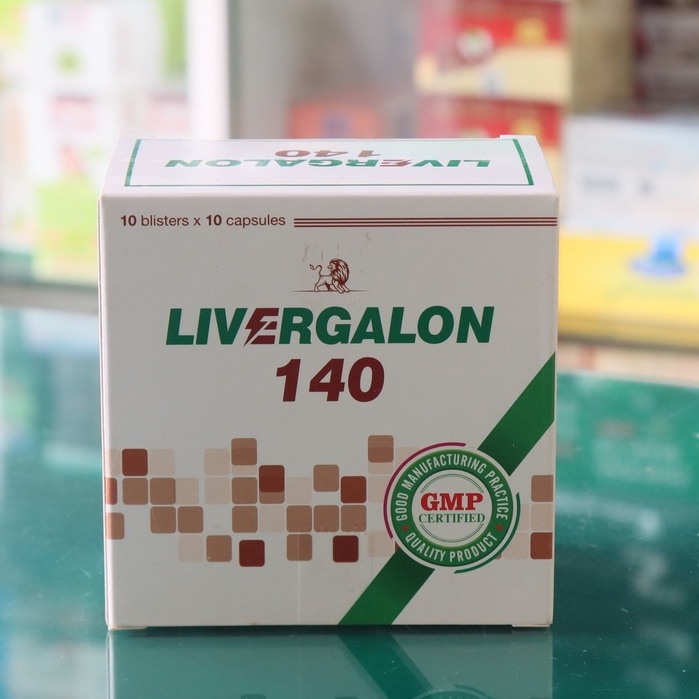 LIVERGALON
140
10 blisters x 10 capsules
LIVERGALON
140
GOOD MANUFACTURING PRACTICE
GMP
CERTIFIED
QUALITY PRODUCT